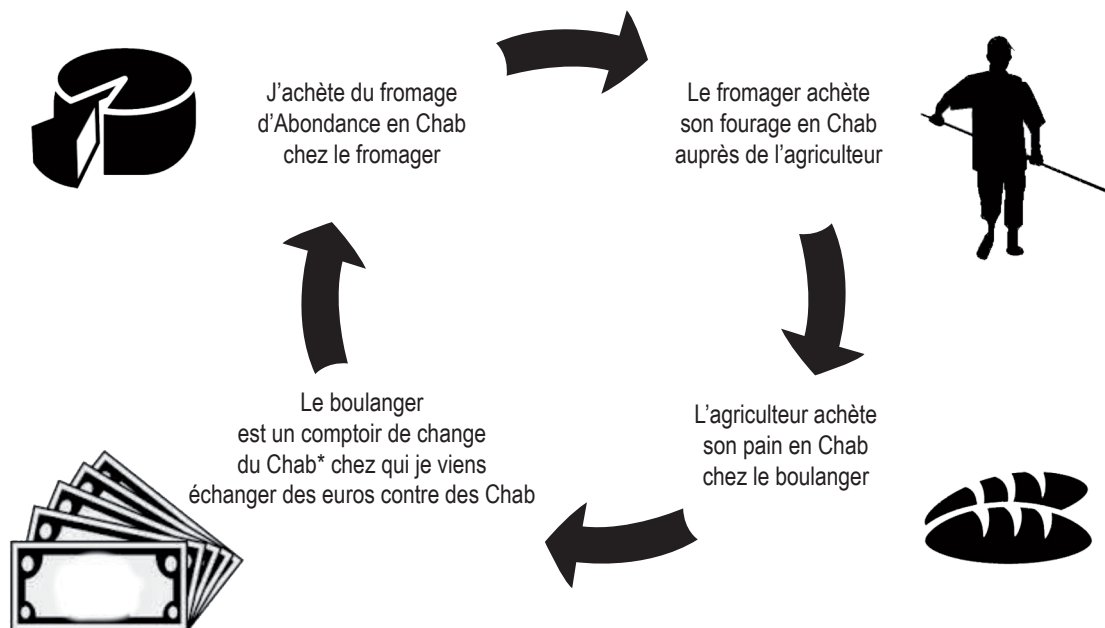 J’achète du fromage
d’Abondance en Chab
chez le fromager
Le fromager achète
son fourage en Chab
auprès de l’agriculteur
L’agriculteur achète
son pain en Chab
chez le boulanger
Le boulanger
est un comptoir de change
du Chab* chez qui je viens
échanger des euros contre des Chab